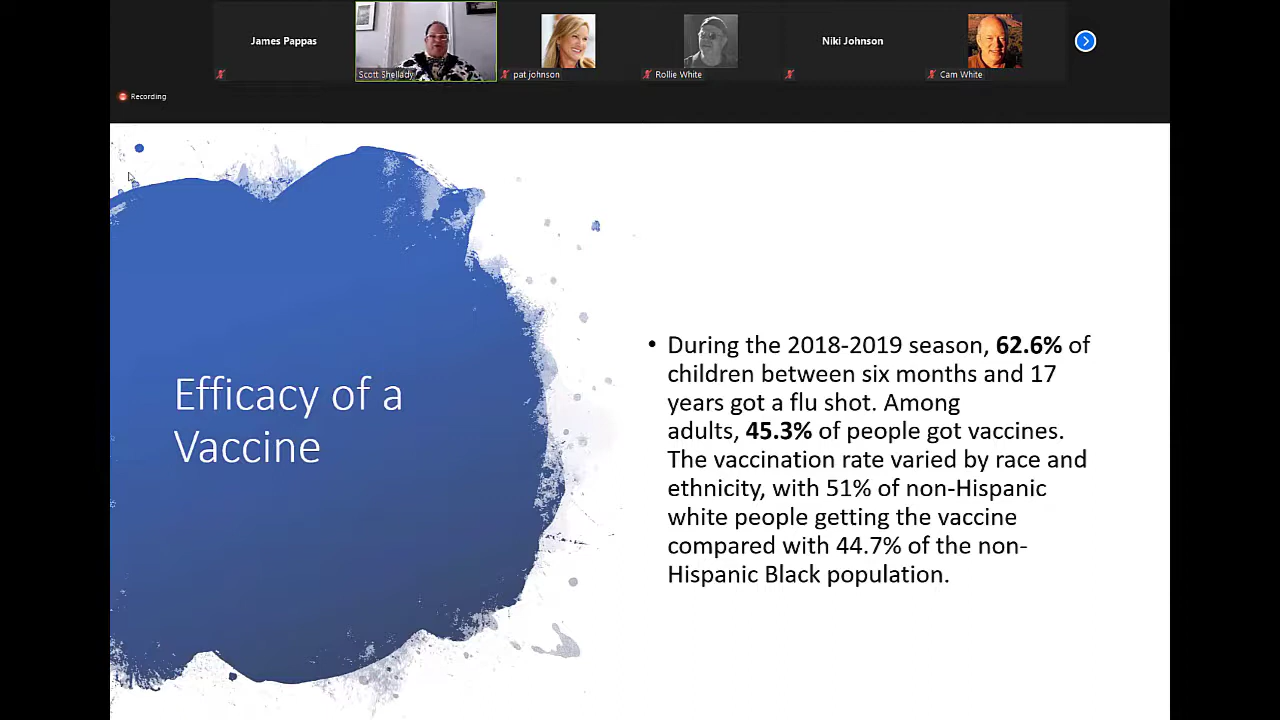 James Pappas
Scott Shellady
pat johnson
Rollie White
Niki Johnson
Cam White
Recording
Efficacy of a
Vaccine
• During the 2018-2019 season, 62.6% of
children between six months and 17
years got a flu shot. Among
adults, 45.3% of people got vaccines.
The vaccination rate varied by race and
ethnicity, with 51% of non-Hispanic
white people getting the vaccine
compared with 44.7% of the non-
Hispanic Black population.